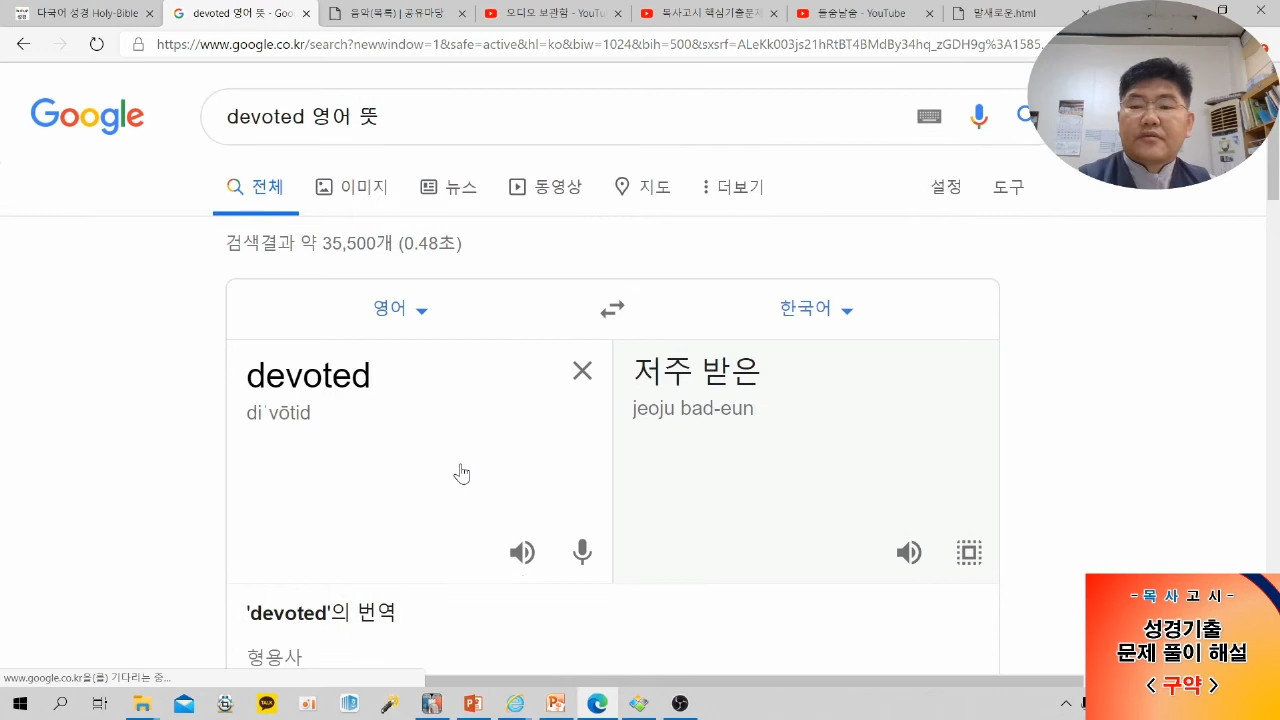 다국어 성경 Holy-Bible
devoted 영어 뜻 - Goo
음악(목록) | 공유마당
오디오 보관함 - YouTu
목사고시 핵심기출문제
들숨날숨 - YouTube
말새로운.html
https://www.google.co.kr/search?newwindow=1&safe=active&hl=ko&biw=1024&bih=500&sxsrf=ALeKk003js21hRtBT4BMdBy34hq_zGDH9g%3A1585...
Google
devoted 영어 뜻
전체
이미지
뉴스
동영상
지도
더보기
설정
도구
검색결과 약 35,500개 (0.48초)
영어
한국어
devoted
diˈvōtid
저주 받은
jeoju bad-eun
'devoted'의 번역
형용사
www.google.co.kr을(를) 기다리는 중...
- 목 사 고 시 -
성경기출
문제 풀이 해설
< 구약 >